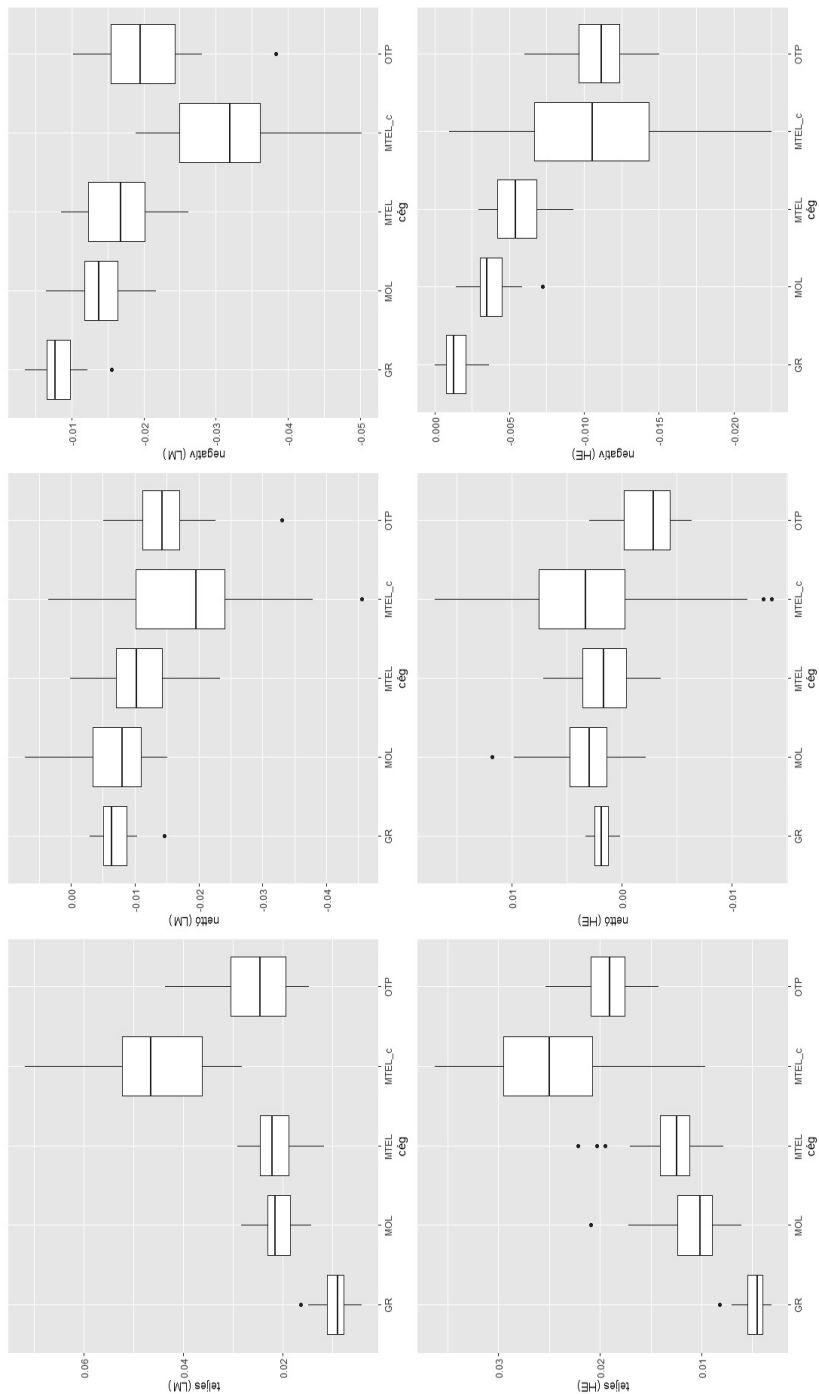 teljes (LM)
0.06
0.04
0.02
GR MOL MTEL MTEL_c OTP
cég
nettó (LM)
0.00
-0.01
-0.02
-0.03
-0.04
GR MOL MTEL MTEL_c OTP
cég
negatív (LM)
-0.01
-0.02
-0.03
-0.04
-0.05
GR MOL MTEL MTEL_c OTP
cég
teljes (HE)
0.03
0.02
0.01
GR MOL MTEL MTEL_c OTP
cég
nettó (HE)
0.01
0.00
-0.01
GR MOL MTEL MTEL_c OTP
cég
negatív (HE)
0.000
-0.005
-0.010
-0.015
-0.020
GR MOL MTEL MTEL_c OTP
cég